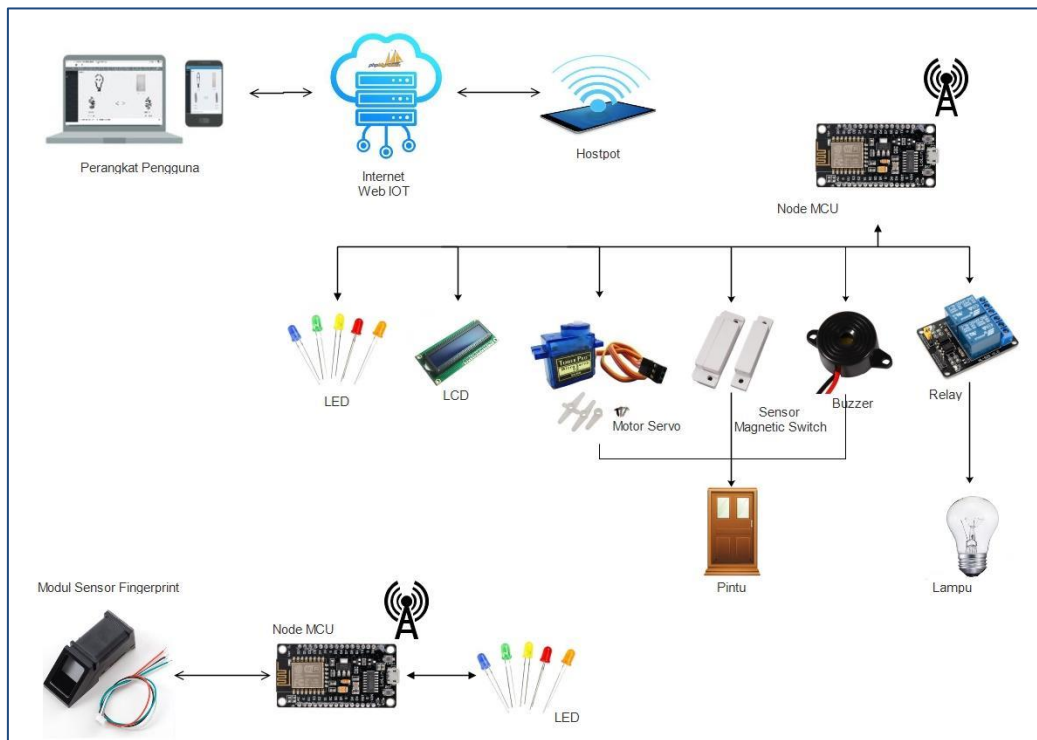 Perangkat Pengguna
Internet
Web IOT
Hostpot
Node MCU
LED
LCD
Motor Servo
Sensor
Magnetic Switch
Buzzer
Relay
Pintu
Lampu
Modul Sensor Fingerprint
Node MCU
LED